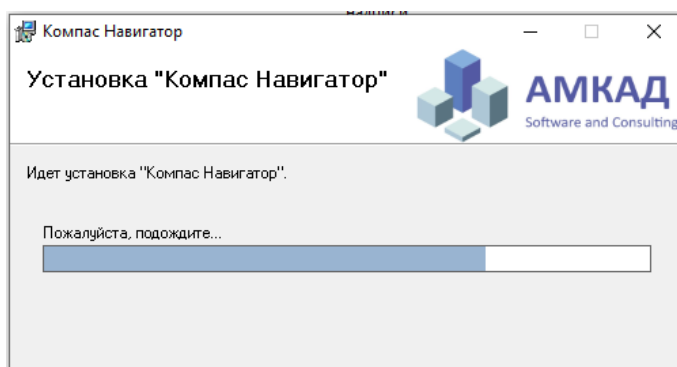 Компас Навигатор
Установка "Компас Навигатор"
АМКАД
Software and Consulting
Идет установка "Компас Навигатор".
Пожалуйста, подождите...